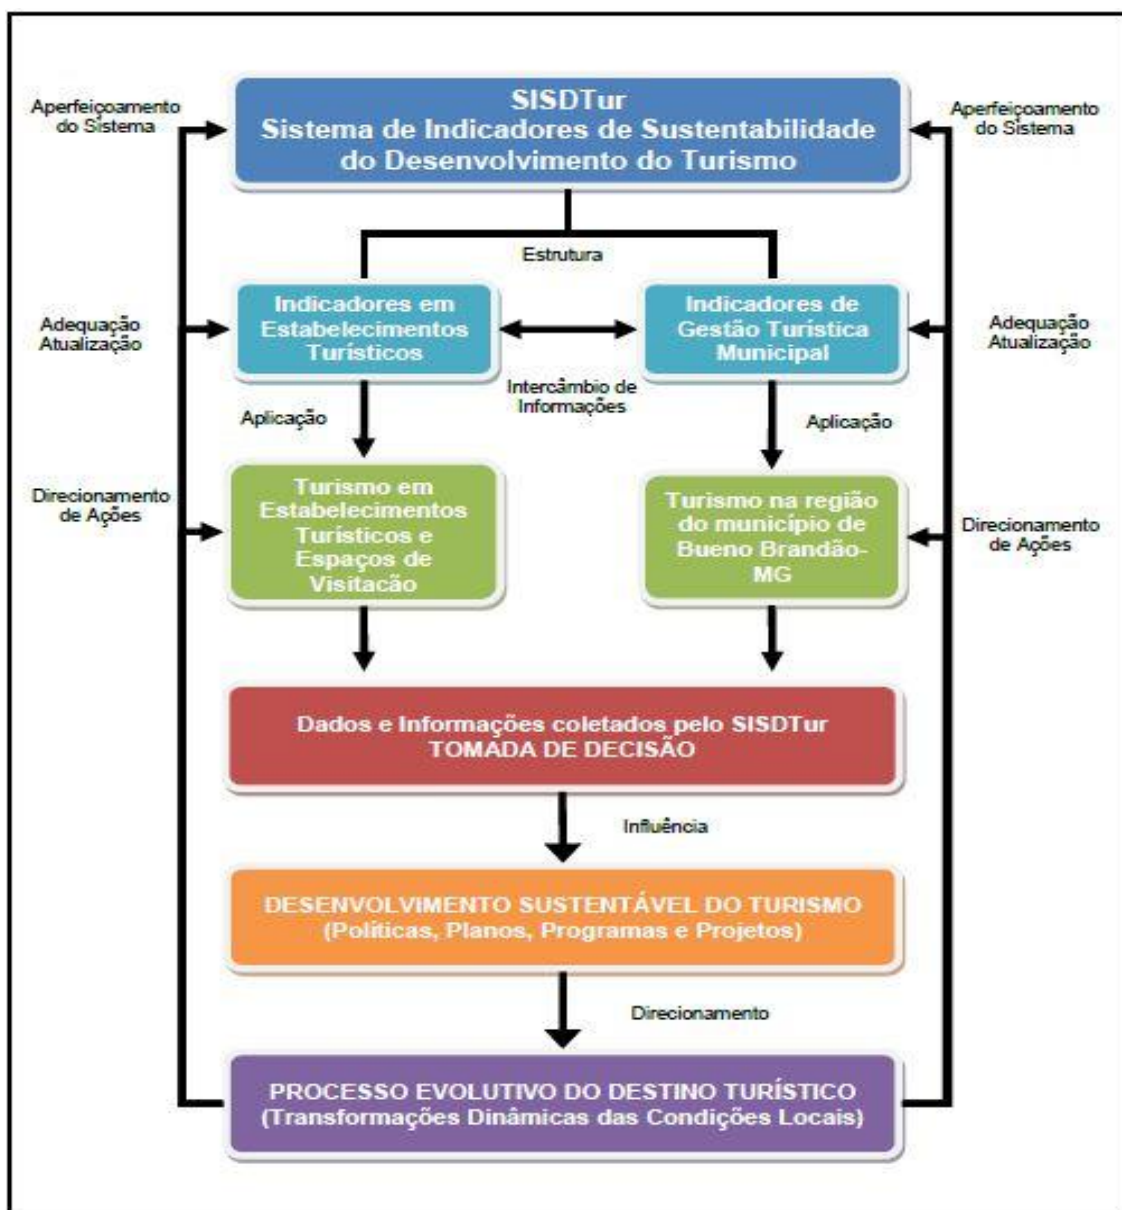 SISDTur
Sistema de Indicadores de Sustentabilidade
do Desenvolvimento do Turismo
Aperfeiçoamento
do Sistema
Aperfeiçoamento
do Sistema
Estrutura
Indicadores em
Estabelecimentos
Turísticos
Indicadores de
Gestão Turística
Municipal
Adequação
Atualização
Adequação
Atualização
Intercâmbio de
Informações
Aplicação
Aplicação
Direcionamento
de Ações
Turismo em
Estabelecimentos
Turísticos e
Espaços de
Visitacão
Turismo na região
do município de
Bueno Brandão-
MG
Direcionamento
de Ações
Dados e Informações coletados pelo SISDTur
TOMADA DE DECISÃO
Influência
DESENVOLVIMENTO SUSTENTÁVEL DO TURISMO
(Políticas, Planos, Programas e Projetos)
Direcionamento
PROCESSO EVOLUTIVO DO DESTINO TURÍSTICO
(Transformações Dinâmicas das Condições Locais)